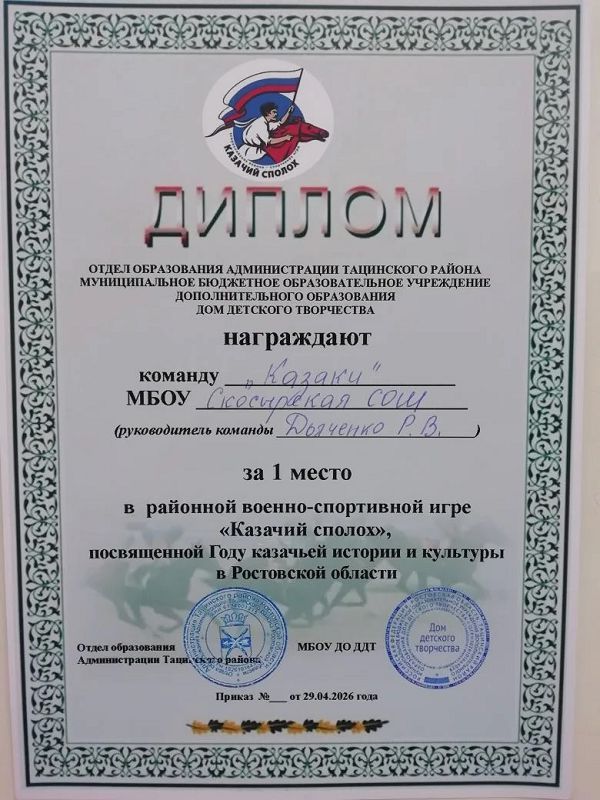 КАЗАЧИЙ СПОЛОХ
ДИПЛОМ
ОТДЕЛ ОБРАЗОВАНИЯ АДМИНИСТРАЦИИ ТАЦИНСКОГО РАЙОНА
МУНИЦИПАЛЬНОЕ БЮДЖЕТНОЕ ОБРАЗОВАТЕЛЬНОЕ УЧРЕЖДЕНИЕ
ДОПОЛНИТЕЛЬНОГО ОБРАЗОВАНИЯ
ДОМ ДЕТСКОГО ТВОРЧЕСТВА
награждают
команду „Казаки"
МБОУ Скосырская СОШ
(руководитель команды Дьяченко Р.В.)
за 1 место
в районной военно-спортивной игре
«Казачий сполох»,
посвященной Году казачьей истории и культуры
в Ростовской области
Отдел образования
Администрации Тацинского района
МБОУ ДО ДДТ
Дом
детского
творчества
Приказ №___ от 29.04.2026 года